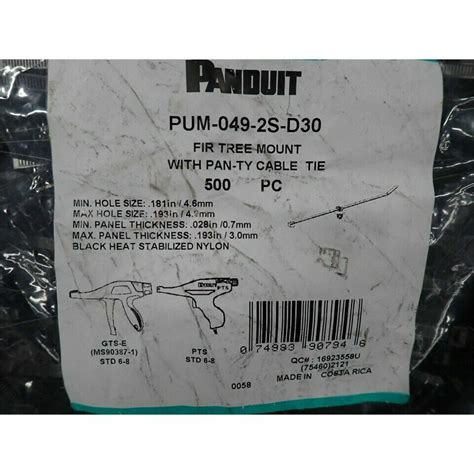 PANDUIT
PUM-049-2S-D30
FIR TREE MOUNT
WITH PAN-TY CABLE TIE
500 PC
MIN. HOLE SIZE: .181in / 4.6mm
MAX HOLE SIZE: .193in / 4.9mm
MIN. PANEL THICKNESS: .028in /0.7mm
MAX. PANEL THICKNESS: .193in / 3.0mm
BLACK HEAT STABILIZED NYLON
GTS-E
(MS90387-1)
STD 6-8
PTS
PTS
STD 6-8
0 74983 90794 6
QC# : 16923558U
(75460)2121
MADE IN COSTA RICA
0058